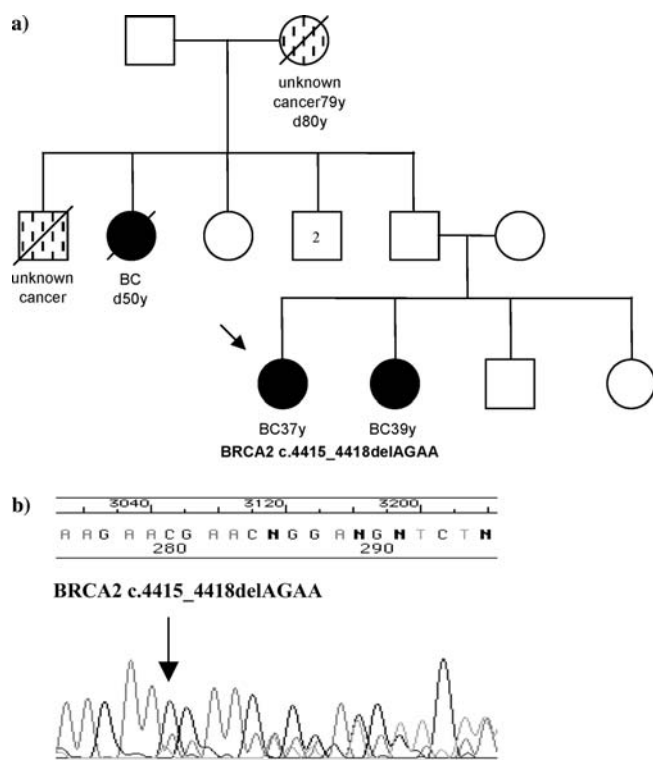 a)
unknown
cancer79y
d80y
2
unknown
cancer
BC
d50y
BC37y BC39y
BRCA2 c.4415_4418delAGAA
b)
3040 3120 3200
A A G A A C G A A C N G G A N G N T C T N
280 290
BRCA2 c.4415_4418delAGAA